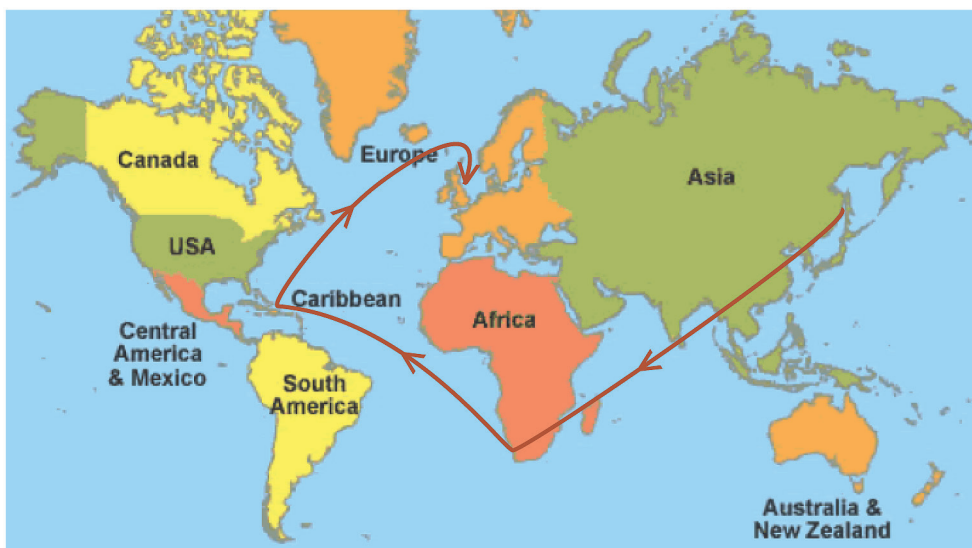 Canada
Europe
Asia
USA
Caribbean
Africa
Central
America
& Mexico
South
America
Australia &
New Zealand